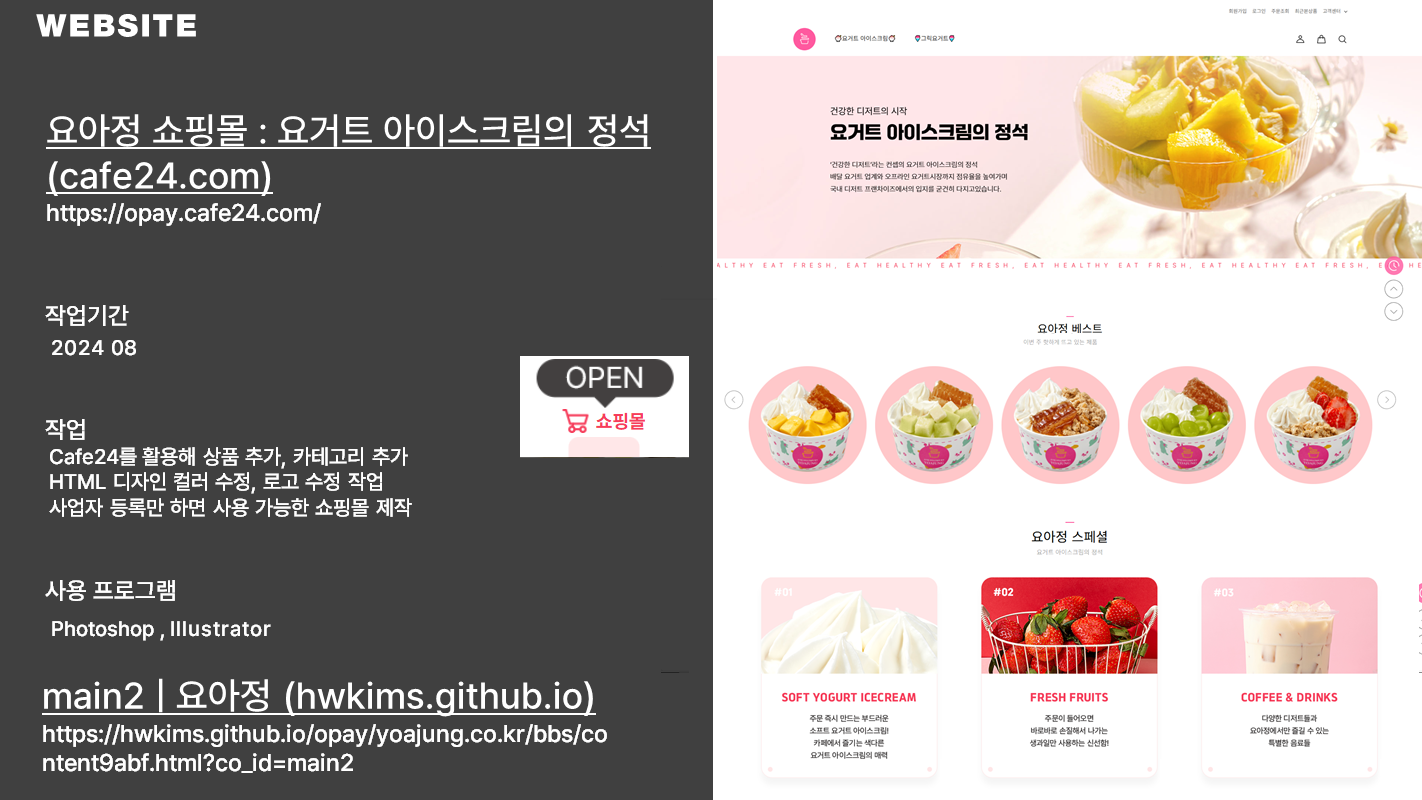 WEBSITE
요아정 쇼핑몰 : 요거트 아이스크림의 정석
(cafe24.com)
https://opay.cafe24.com/
작업기간
2024 08
OPEN
쇼핑몰
작업
Cafe24를 활용해 상품 추가, 카테고리 추가
HTML 디자인 컬러 수정, 로고 수정 작업
사업자 등록만 하면 사용 가능한 쇼핑몰 제작
사용 프로그램
Photoshop , Illustrator
main2 | 요아정 (hwkims.github.io)
https://hwkims.github.io/opay/yoajung.co.kr/bbs/co
ntent9abf.html?co_id=main2
회원가입 로그인 주문조회 최근본상품 고객센터
요거트 아이스크림 그릭요거트
건강한 디저트의 시작
요거트 아이스크림의 정석
'건강한 디저트'라는 컨셉의 요거트 아이스크림의 정석
배달 요거트 업계와 오프라인 요거트시장까지 점유율을 높여가며
국내 디저트 프랜차이즈에서의 입지를 굳건히 다지고있습니다.
ALTHY EAT FRESH, EAT HEALTHY EAT FRESH, EAT HEALTHY EAT FRESH, EAT HEALTHY EAT FRESH, E
요아정 베스트
이번 주 핫하게 뜨고 있는 제품
요아정 스페셜
요거트 아이스크림의 정석
#01
SOFT YOGURT ICECREAM
주문 즉시 만드는 부드러운
소프트 요거트 아이스크림!
카페에서 즐기는 색다른
요거트 아이스크림의 매력
#02
FRESH FRUITS
주문이 들어오면
바로바로 손질해서 나가는
생과일만 사용하는 신선함!
#03
COFFEE & DRINKS
다양한 디저트들과
요아정에서만 즐길 수 있는
특별한 음료들